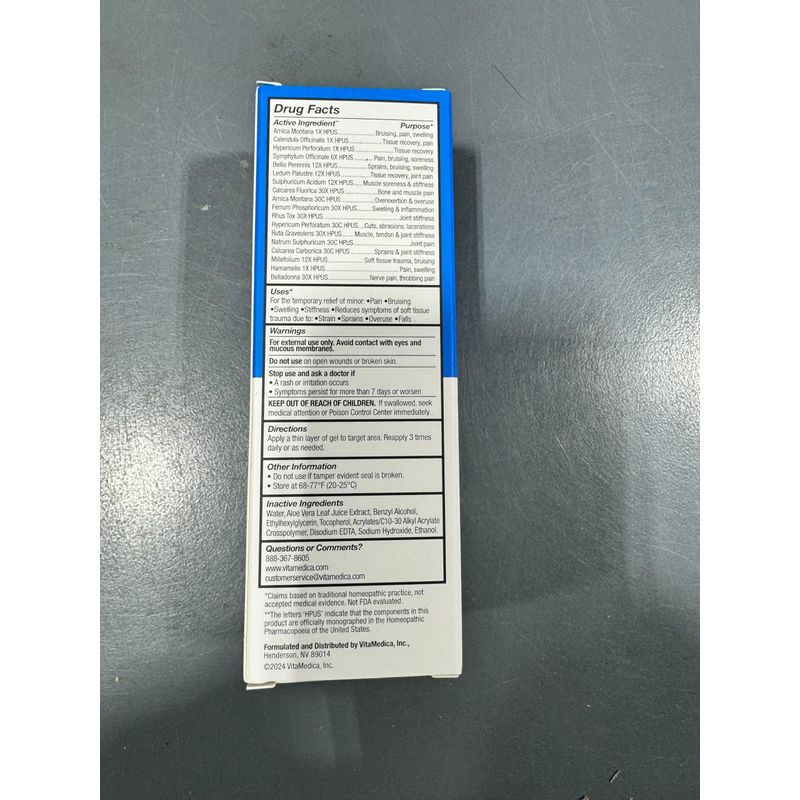 Drug Facts
Active Ingredient** Purpose*
Arnica Montana 1X HPUS..........Bruising, pain, swelling
Calendula Officinalis 1X HPUS..........Tissue recovery, pain
Hypericum Perforatum 1X HPUS..........Tissue recovery
Symphytum Officinale 6X HPUS..........Pain, bruising, soreness
Bellis Perennis 12X HPUS..........Sprains, bruising, swelling
Ledum Palustre 12X HPUS..........Tissue recovery, joint pain
Sulphuricum Acidum 12X HPUS.....Muscle soreness & stiffness
Calcarea Fluorica 30X HPUS..........Bone and muscle pain
Arnica Montana 30C HPUS..........Overexertion & overuse
Ferrum Phosphoricum 30X HPUS.......Swelling & inflammation
Rhus Tox 30X HPUS..........Joint stiffness
Hypericum Perforatum 30C HPUS....Cuts, abrasions, lacerations
Ruta Graveolens 30X HPUS......Muscle, tendon & joint stiffness
Natrum Sulphuricum 30C HPUS..........Joint pain
Calcarea Carbonica 30C HPUS..........Sprains & joint stiffness
Millefolium 12X HPUS..........Soft tissue trauma, bruising
Hamamelis 1X HPUS..........Pain, swelling
Belladonna 30X HPUS..........Nerve pain, throbbing pain
Uses*
For the temporary relief of minor: •Pain •Bruising
•Swelling •Stiffness •Reduces symptoms of soft tissue
trauma due to: •Strain •Sprains •Overuse •Falls
Warnings
For external use only. Avoid contact with eyes and
mucous membranes.
Do not use on open wounds or broken skin.
Stop use and ask a doctor if
• A rash or irritation occurs
• Symptoms persist for more than 7 days or worsen
KEEP OUT OF REACH OF CHILDREN. If swallowed, seek
medical attention or Poison Control Center immediately.
Directions
Apply a thin layer of gel to target area. Reapply 3 times
daily or as needed.
Other Information
• Do not use if tamper evident seal is broken.
• Store at 68-77°F (20-25°C)
Inactive Ingredients
Water, Aloe Vera Leaf Juice Extract, Benzyl Alcohol,
Ethylhexylglycerin, Tocopherol, Acrylates/C10-30 Alkyl Acrylate
Crosspolymer, Disodium EDTA, Sodium Hydroxide, Ethanol.
Questions or Comments?
888-367-8605
www.vitamedica.com
customerservice@vitamedica.com
*Claims based on traditional homeopathic practice, not
accepted medical evidence. Not FDA evaluated.
**The letters 'HPUS' indicate that the components in this
product are officially monographed in the Homeopathic
Pharmacopoeia of the United States.
Formulated and Distributed by VitaMedica, Inc.,
Henderson, NV 89014
©2024 VitaMedica, Inc.